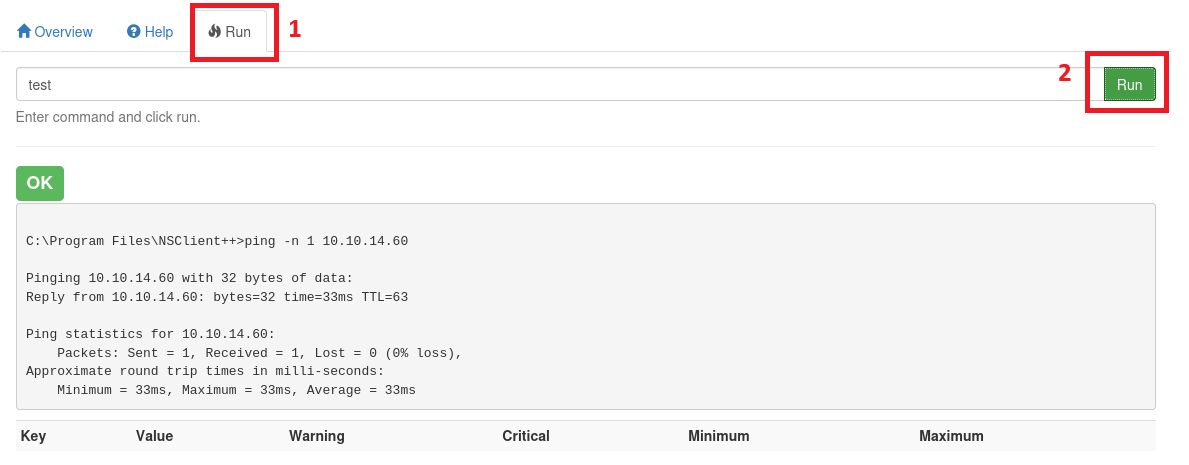 Overview Help Run 1
test 2 Run
Enter command and click run.
OK
C:\Program Files\NSClient++>ping -n 1 10.10.14.60
Pinging 10.10.14.60 with 32 bytes of data:
Reply from 10.10.14.60: bytes=32 time=33ms TTL=63
Ping statistics for 10.10.14.60:
    Packets: Sent = 1, Received = 1, Lost = 0 (0% loss),
Approximate round trip times in milli-seconds:
    Minimum = 33ms, Maximum = 33ms, Average = 33ms
Key Value Warning Critical Minimum Maximum